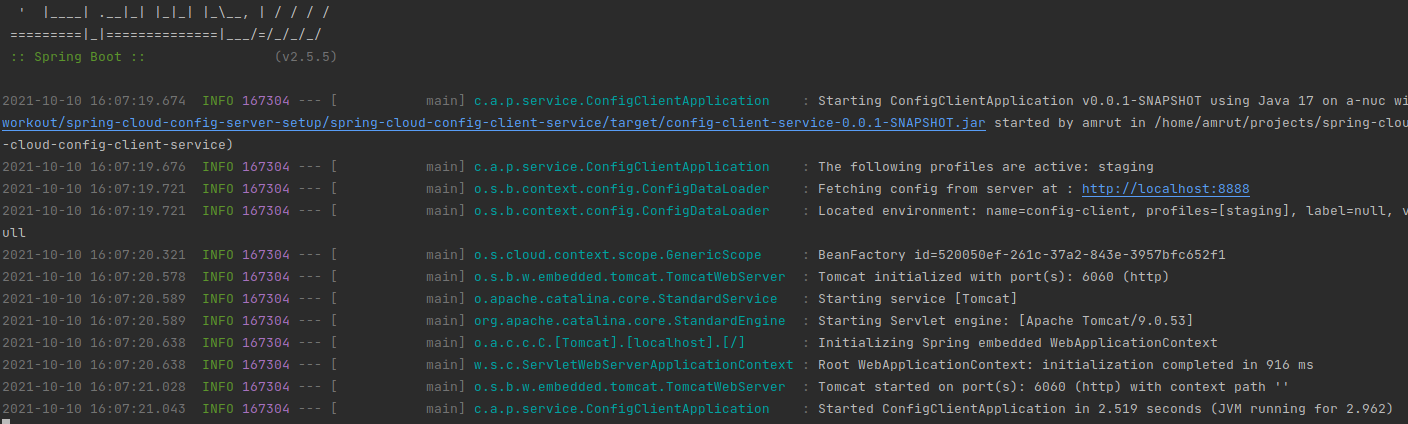 '  |____| .__|_| |_|_| |_\__, | / / / /
 =========|_|==============|___/=/_/_/_/
 :: Spring Boot ::                (v2.5.5)
2021-10-10 16:07:19.674  INFO 167304 --- [           main] c.a.p.service.ConfigClientApplication    : Starting ConfigClientApplication v0.0.1-SNAPSHOT using Java 17 on a-nuc wi
workout/spring-cloud-config-server-setup/spring-cloud-config-client-service/target/config-client-service-0.0.1-SNAPSHOT.jar started by amrut in /home/amrut/projects/spring-clou
-cloud-config-client-service)
2021-10-10 16:07:19.676  INFO 167304 --- [           main] c.a.p.service.ConfigClientApplication    : The following profiles are active: staging
2021-10-10 16:07:19.721  INFO 167304 --- [           main] o.s.b.context.config.ConfigDataLoader    : Fetching config from server at : http://localhost:8888
2021-10-10 16:07:19.721  INFO 167304 --- [           main] o.s.b.context.config.ConfigDataLoader    : Located environment: name=config-client, profiles=[staging], label=null, v
ull
2021-10-10 16:07:20.321  INFO 167304 --- [           main] o.s.cloud.context.scope.GenericScope     : BeanFactory id=520050ef-261c-37a2-843e-3957bfc652f1
2021-10-10 16:07:20.578  INFO 167304 --- [           main] o.s.b.w.embedded.tomcat.TomcatWebServer  : Tomcat initialized with port(s): 6060 (http)
2021-10-10 16:07:20.589  INFO 167304 --- [           main] o.apache.catalina.core.StandardService   : Starting service [Tomcat]
2021-10-10 16:07:20.589  INFO 167304 --- [           main] org.apache.catalina.core.StandardEngine  : Starting Servlet engine: [Apache Tomcat/9.0.53]
2021-10-10 16:07:20.638  INFO 167304 --- [           main] o.a.c.c.C.[Tomcat].[localhost].[/]       : Initializing Spring embedded WebApplicationContext
2021-10-10 16:07:20.638  INFO 167304 --- [           main] w.s.c.ServletWebServerApplicationContext : Root WebApplicationContext: initialization completed in 916 ms
2021-10-10 16:07:21.028  INFO 167304 --- [           main] o.s.b.w.embedded.tomcat.TomcatWebServer  : Tomcat started on port(s): 6060 (http) with context path ''
2021-10-10 16:07:21.043  INFO 167304 --- [           main] c.a.p.service.ConfigClientApplication    : Started ConfigClientApplication in 2.519 seconds (JVM running for 2.962)